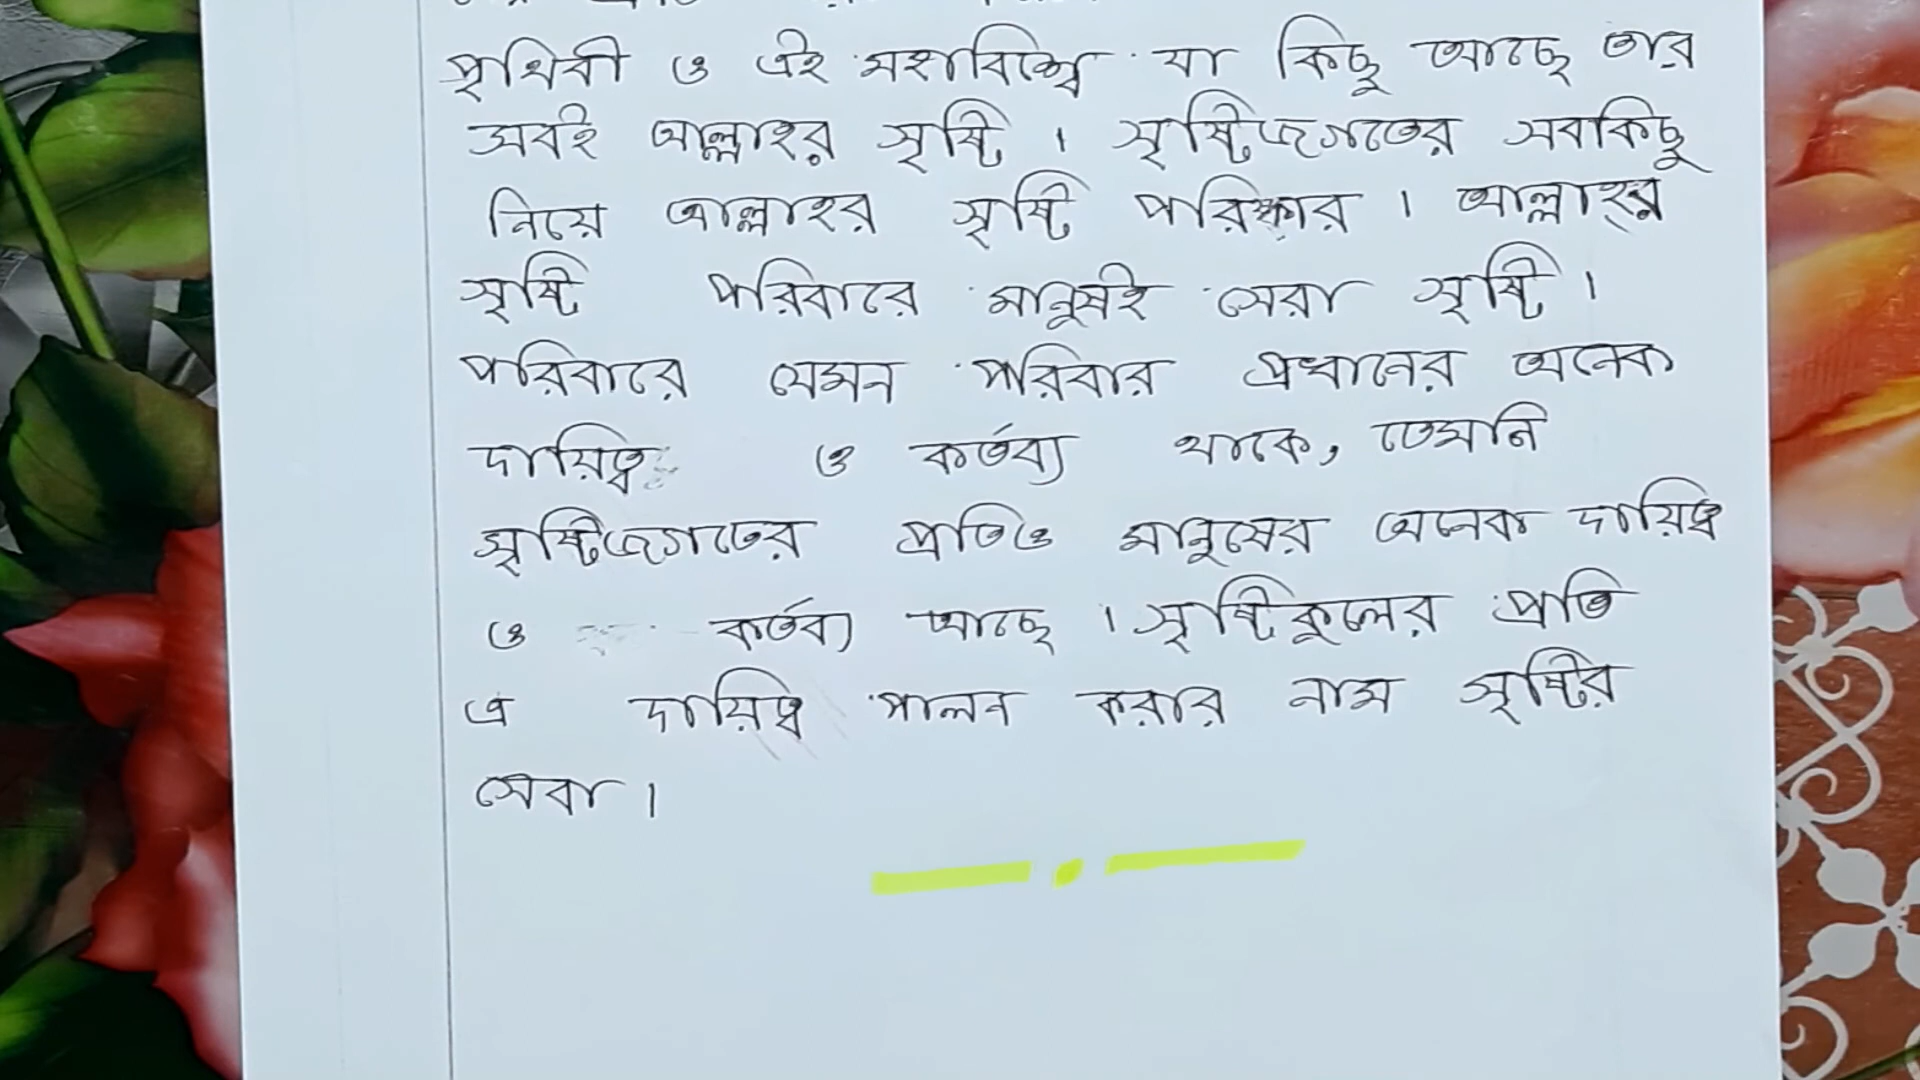 পৃথিবী ও এই মহাবিশ্বে যা কিছু আছে তার
সবই আল্লাহর সৃষ্টি । সৃষ্টিজগতের সবকিছু
নিয়ে আল্লাহর সৃষ্টি পরিষ্কার । আল্লাহর
সৃষ্টি পরিবারে মানুষই সেরা সৃষ্টি ।
পরিবারে যেমন পরিবার প্রধানের অনেক
দায়িত্ব ও কর্তব্য থাকে, তেমনি
সৃষ্টিজগতের প্রতিও মানুষের অনেক দায়িত্ব
ও কর্তব্য আছে । সৃষ্টিকুলের প্রতি
এ দায়িত্ব পালন করার নাম সৃষ্টির
সেবা ।